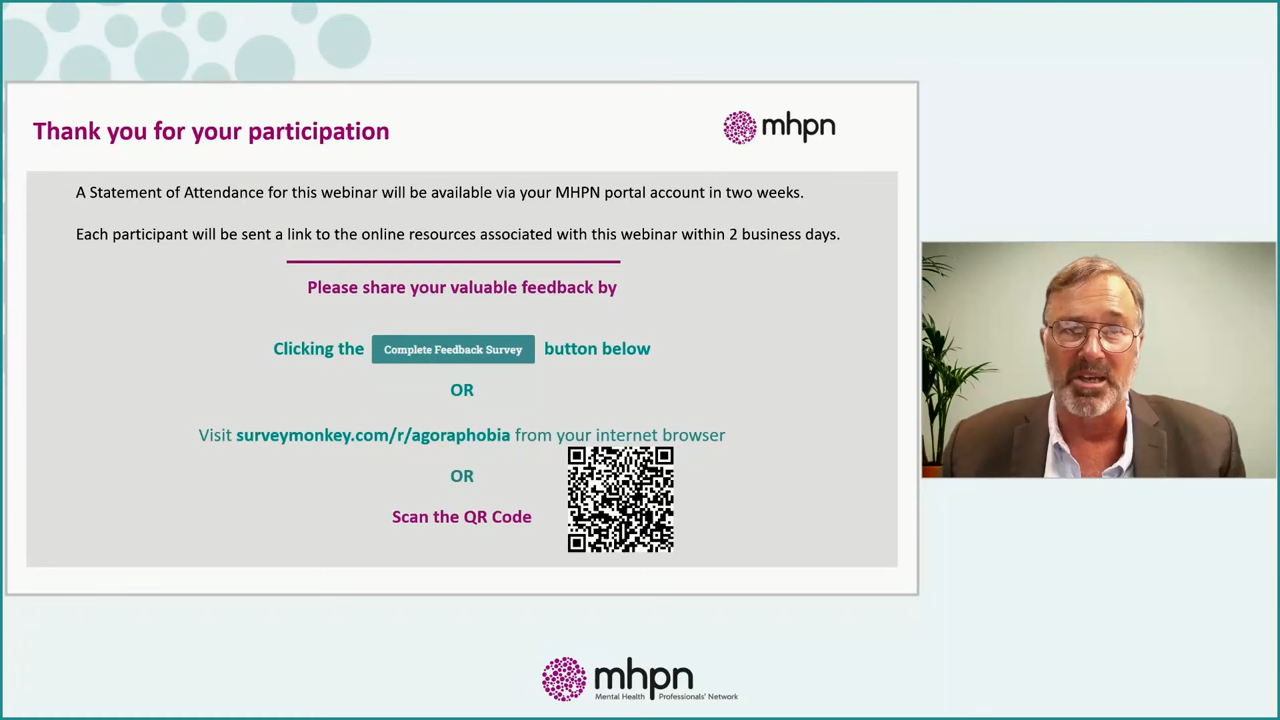 Thank you for your participation
mhpn
A Statement of Attendance for this webinar will be available via your MHPN portal account in two weeks.
Each participant will be sent a link to the online resources associated with this webinar within 2 business days.
Please share your valuable feedback by
Clicking the Complete Feedback Survey button below
OR
Visit surveymonkey.com/r/agoraphobia from your internet browser
OR
Scan the QR Code
mhpn
Mental Health Professionals' Network